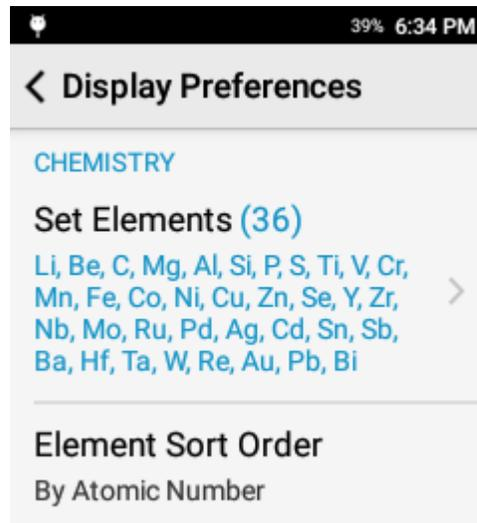 39% 6:34 PM
Display Preferences
CHEMISTRY
Set Elements (36)
Li, Be, C, Mg, Al, Si, P, S, Ti, V, Cr,
Mn, Fe, Co, Ni, Cu, Zn, Se, Y, Zr,
Nb, Mo, Ru, Pd, Ag, Cd, Sn, Sb,
Ba, Hf, Ta, W, Re, Au, Pb, Bi
Element Sort Order
By Atomic Number